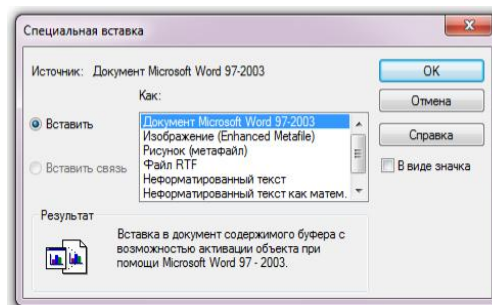 Специальная вставка
Источник: Документ Microsoft Word 97-2003
Как:
Вставить
Вставить связь
Документ Microsoft Word 97-2003
Изображение (Enhanced Metafile)
Рисунок (метафайл)
Файл RTF
Неформатированный текст
Неформатированный текст как матем.
OK
Отмена
Справка
В виде значка
Результат
Вставка в документ содержимого буфера с
возможностью активации объекта при
помощи Microsoft Word 97 - 2003.